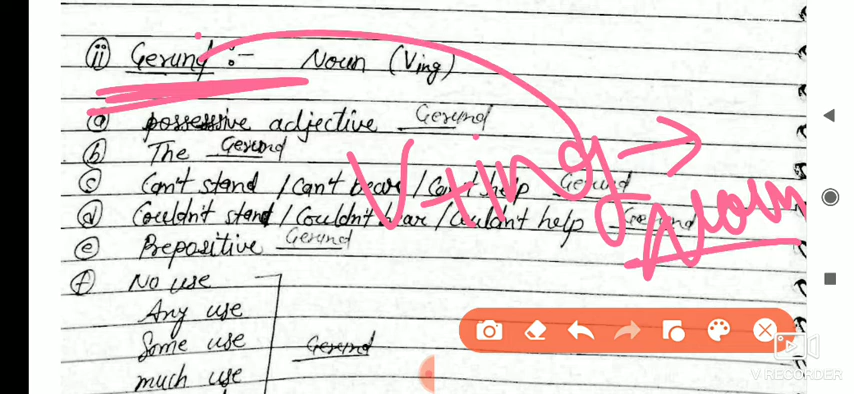 (ii) Gerund :- Noun (Ving)
(a) possessive adjective Gerund
(b) The Gerund
(c) Can't stand / Can't bear / Can't help Gerund
(d) Couldn't stand / Couldn't bear / Couldn't help Gerund
(e) Prepositive Gerund
(f) No use
Any use
Some use Gerund
much use
V+ing → Noun
V RECORDER